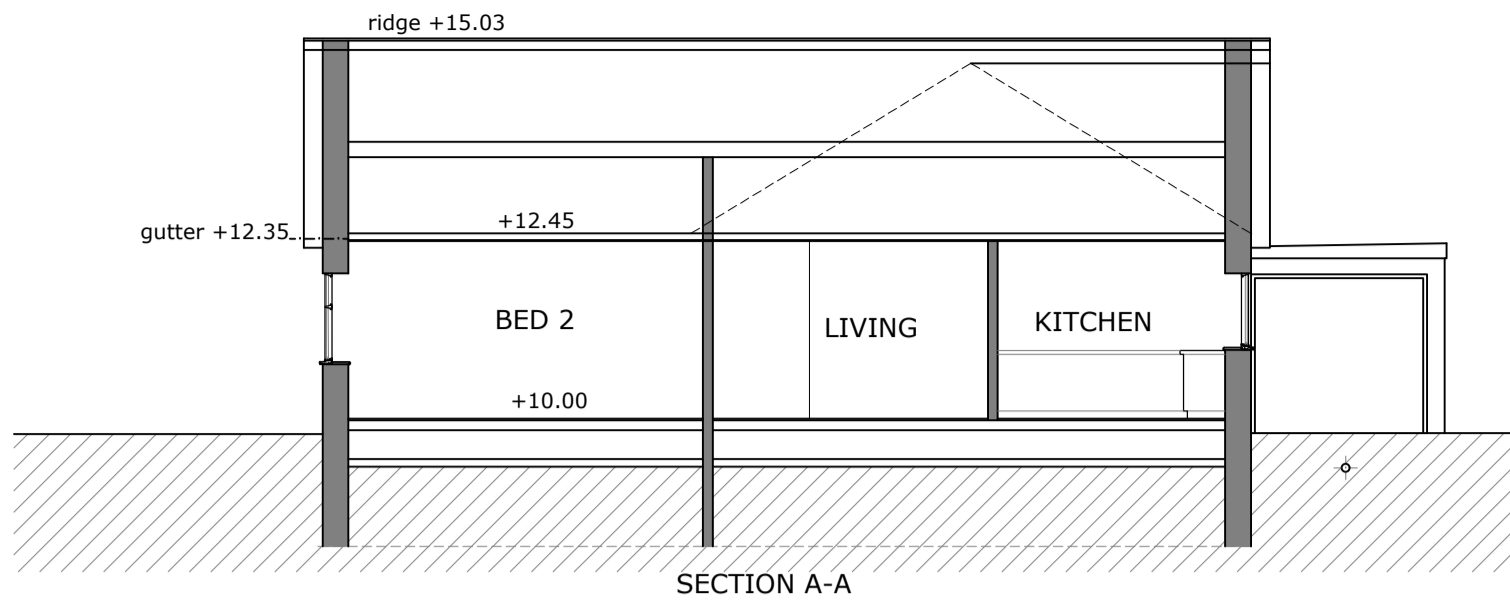 ridge +15.03
+12.45
gutter +12.35
BED 2
LIVING
KITCHEN
+10.00
SECTION A-A